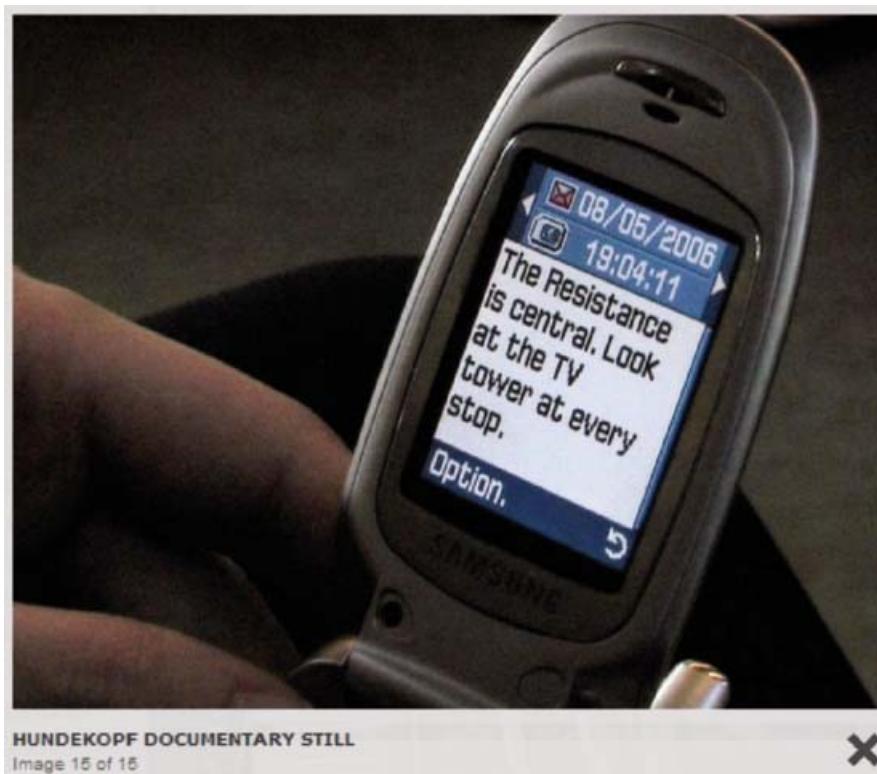 08/05/2006
19:04:11
The Resistance
is central. Look
at the TV
tower at every
stop.
Option.
SAMSUNG
HUNDEKOPF DOCUMENTARY STILL
Image 15 of 15